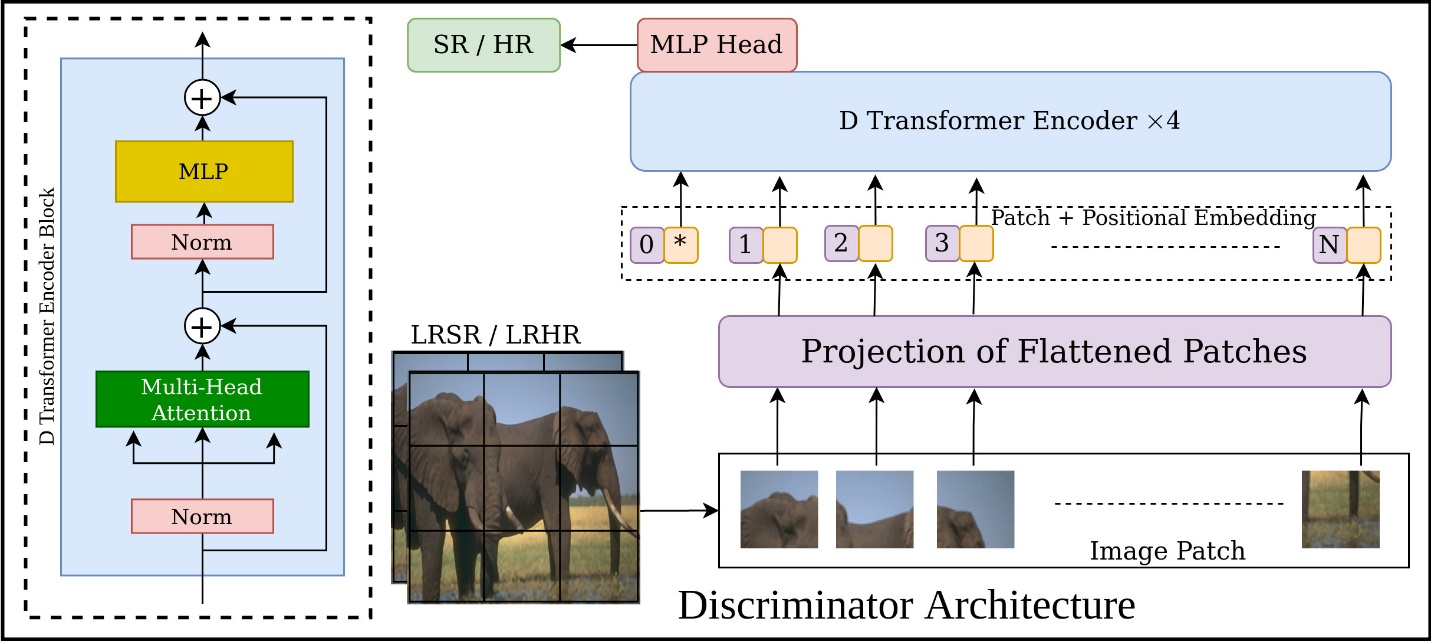 D Transformer Encoder Block
MLP
Norm
Multi-Head
Attention
Norm
SR / HR
MLP Head
D Transformer Encoder ×4
Patch + Positional Embedding
0 * 1 2 3 N
Projection of Flattened Patches
LRSR / LRHR
Image Patch
Discriminator Architecture